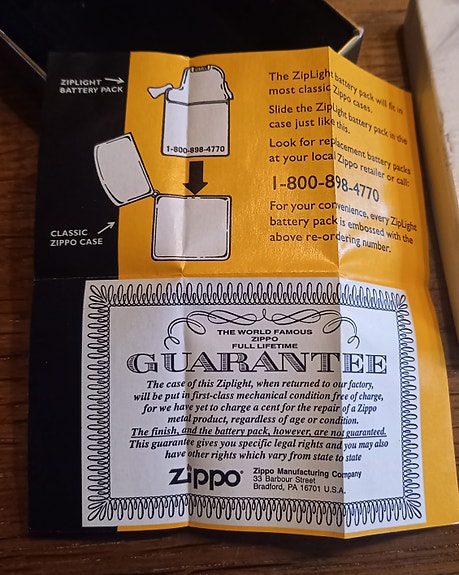 ZIPLIGHT
BATTERY PACK
1-800-898-4770
CLASSIC
ZIPPO CASE
The ZipLight battery pack will fit in
most classic Zippo cases.
Slide the ZipLight battery pack in the
case just like this.
Look for replacement battery packs
at your local Zippo retailer or call:
1-800-898-4770
For your convenience, every ZipLight
battery pack is embossed with the
above re-ordering number.
THE WORLD FAMOUS
ZIPPO
FULL LIFETIME
GUARANTEE
The case of this Ziplight, when returned to our factory,
will be put in first-class mechanical condition free of charge,
for we have yet to charge a cent for the repair of a Zippo
metal product, regardless of age or condition.
The finish, and the battery pack, however, are not guaranteed.
This guarantee gives you specific legal rights and you may also
have other rights which vary from state to state
Zippo®
Zippo Manufacturing Company
33 Barbour Street
Bradford, PA 16701 U.S.A.